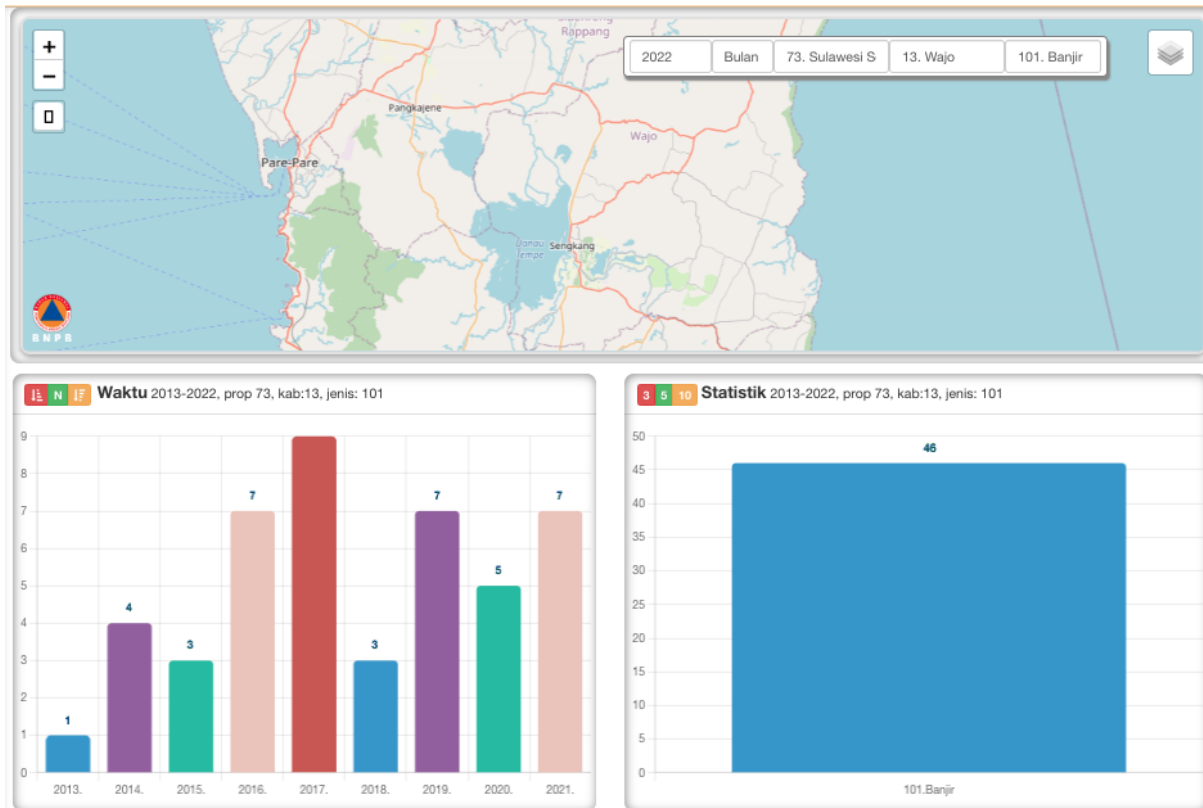 Rappang
+
2022 Bulan 73. Sulawesi S 13. Wajo 101. Banjir
−
Pangkajene
Wajo
Pare-Pare
Danau
Tempe
Sengkang
BNPB
N Waktu 2013-2022, prop 73, kab:13, jenis: 101
9
8
7
6
5
4
3
2
1
0
1
4
3
7
3
7
5
7
2013. 2014. 2015. 2016. 2017. 2018. 2019. 2020. 2021.
3 5 10 Statistik 2013-2022, prop 73, kab:13, jenis: 101
50
45
40
35
30
25
20
15
10
5
0
46
101.Banjir